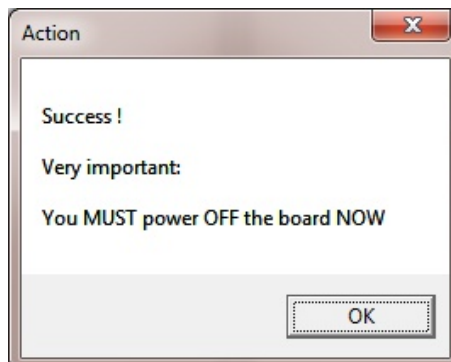 Action
Success !
Very important:
You MUST power OFF the board NOW
OK